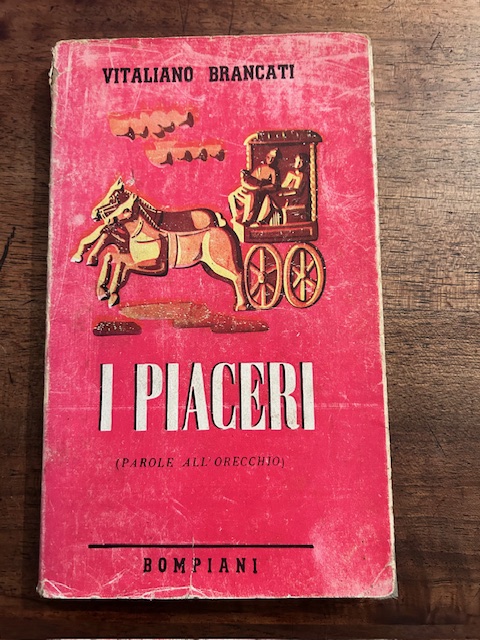 VITALIANO BRANCATI
I PIACERI
(PAROLE ALL'ORECCHIO)
BOMPIANI